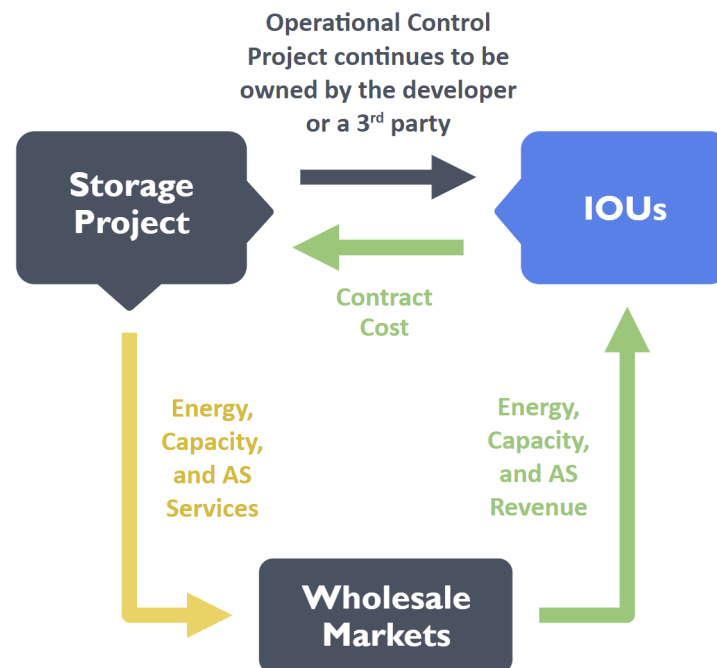 Operational Control
Project continues to be
owned by the developer
or a 3rd party
Storage
Project
IOUs
Contract
Cost
Energy,
Capacity,
and AS
Services
Energy,
Capacity,
and AS
Revenue
Wholesale
Markets